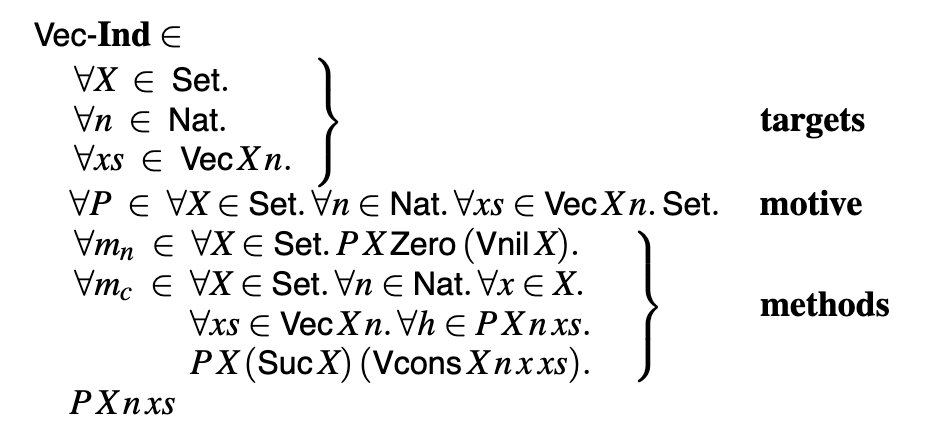 Vec-Ind ∈
∀X ∈ Set.
∀n ∈ Nat. targets
∀xs ∈ Vec X n.
∀P ∈ ∀X ∈ Set. ∀n ∈ Nat. ∀xs ∈ Vec X n. Set. motive
∀mₙ ∈ ∀X ∈ Set. P X Zero (Vnil X).
∀m_c ∈ ∀X ∈ Set. ∀n ∈ Nat. ∀x ∈ X.
∀xs ∈ Vec X n. ∀h ∈ P X n xs. methods
P X (Suc X) (Vcons X n x xs).
P X n xs